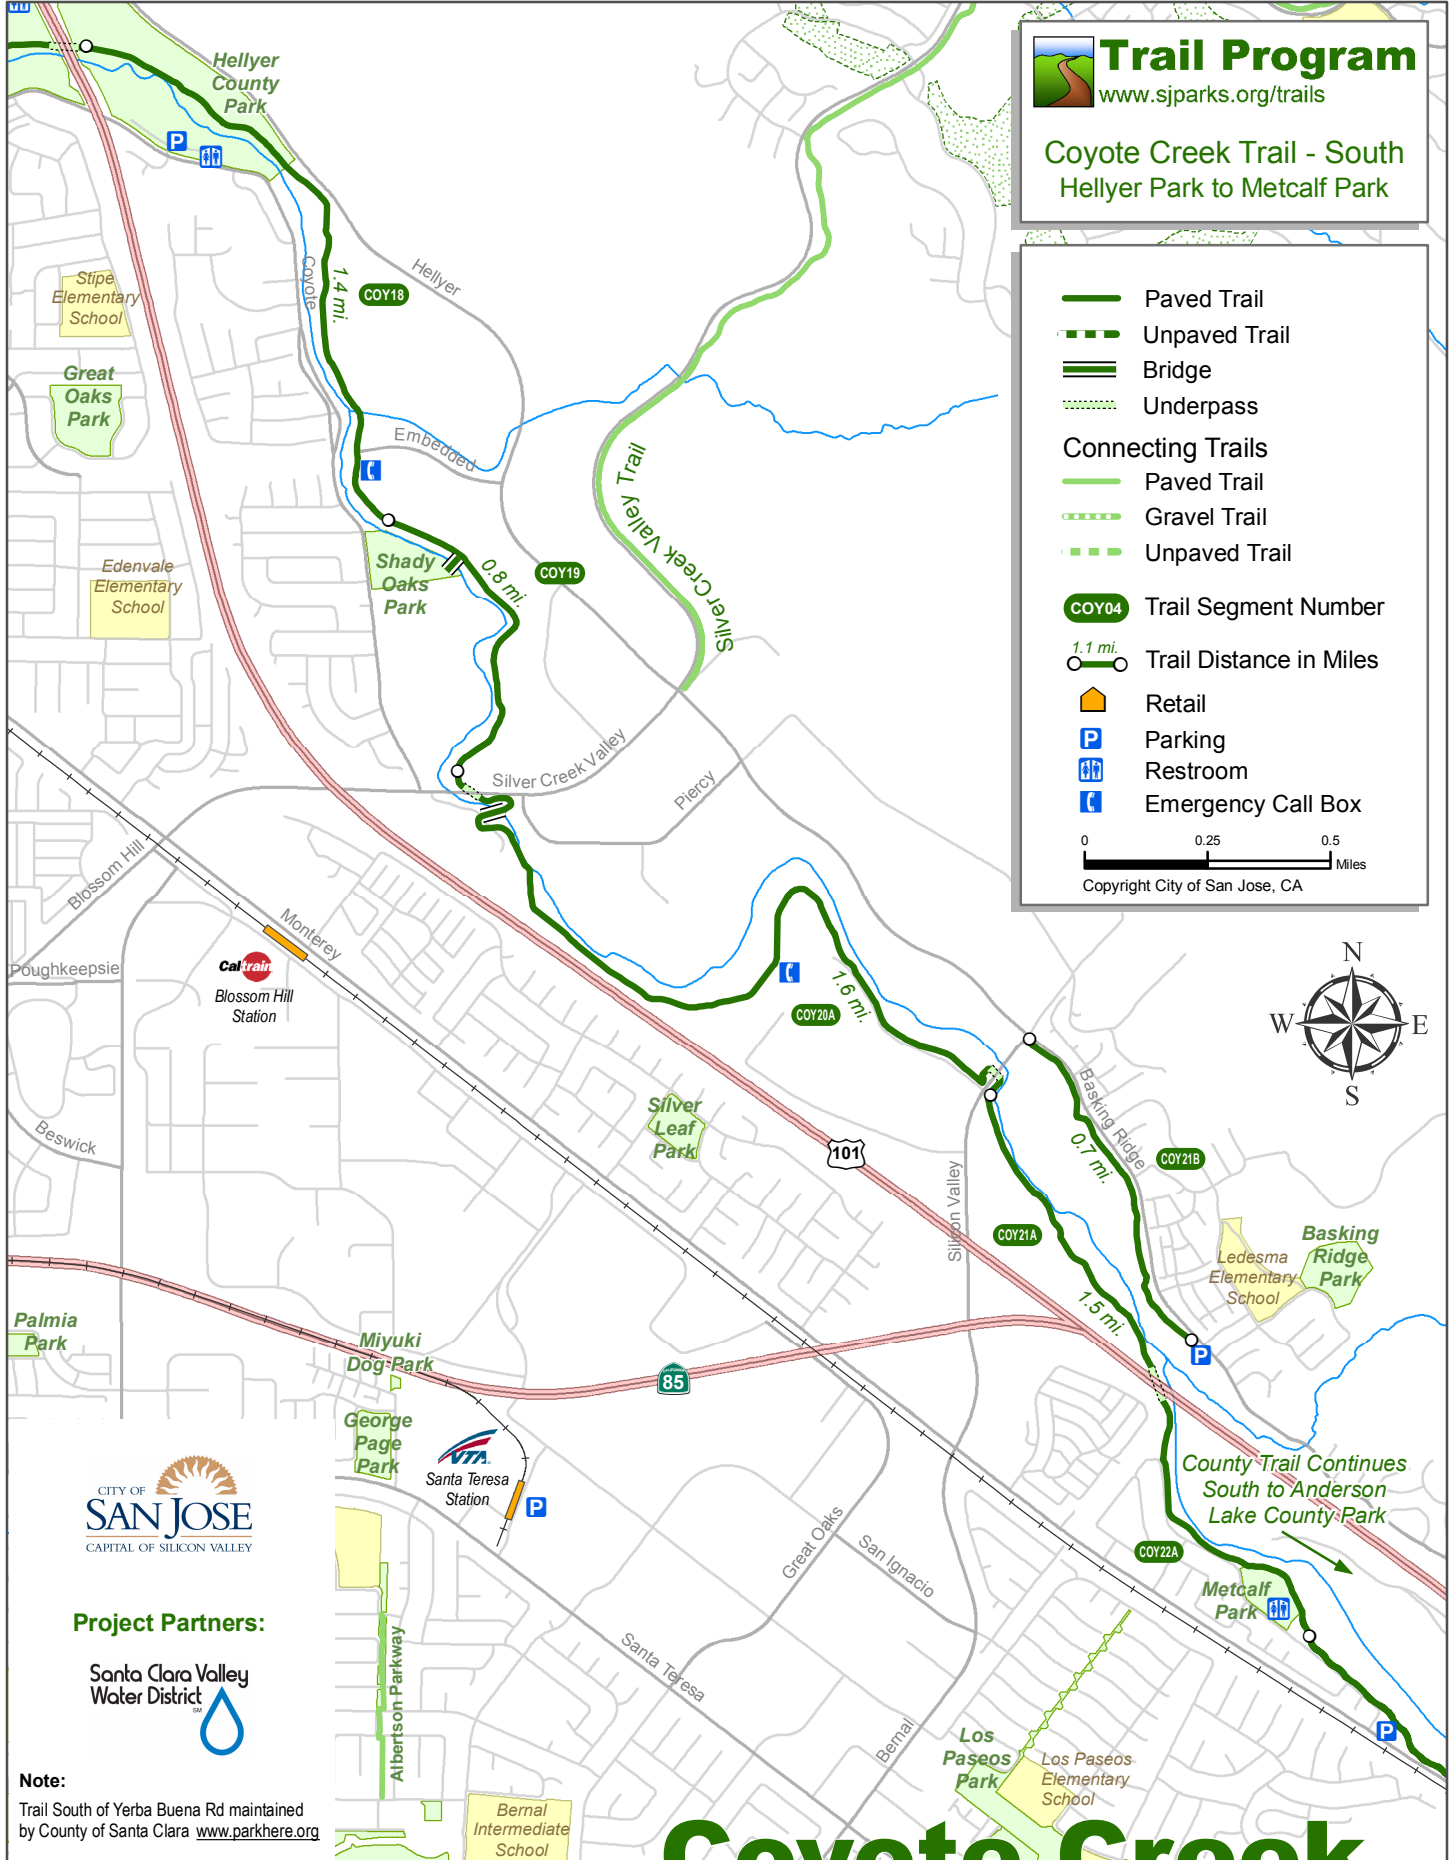 Trail Program
www.sjparks.org/trails
Coyote Creek Trail - South
Hellyer Park to Metcalf Park
Paved Trail
Unpaved Trail
Bridge
Underpass
Connecting Trails
Paved Trail
Gravel Trail
Unpaved Trail
COY04 Trail Segment Number
1.1 mi.
Trail Distance in Miles
Retail
P Parking
Restroom
Emergency Call Box
0 0.25 0.5
Miles
Copyright City of San Jose, CA
N
W E
S
Hellyer
County
Park
P
Stipe
Elementary
School
Coyote
1.4 mi.
COY18
Hellyer
Great
Oaks
Park
Embedded
Silver Creek Valley Trail
Edenvale
Elementary
School
Shady
Oaks
Park
0.8 mi.
COY19
Silver Creek Valley
Piercy
Blossom Hill
Monterey
Poughkeepsie
Caltrain
Blossom Hill
Station
1.6 mi.
COY20A
Basking Ridge
0.7 mi.
COY21B
Silver
Leaf
Park
101
Beswick
Silicon Valley
COY21A
1.5 mi.
Ledesma
Elementary
School
Basking
Ridge
Park
P
Palmia
Park
Miyuki
Dog Park
85
George
Page
Park
VTA
Santa Teresa
Station
P
County Trail Continues
South to Anderson
Lake County Park
Great Oaks
San Ignacio
COY22A
Metcalf
Park
Santa Teresa
Albertson Parkway
Bernal
P
Los
Paseos
Park
Los Paseos
Elementary
School
Bernal
Intermediate
School
CITY OF
SAN JOSE
CAPITAL OF SILICON VALLEY
Project Partners:
Santa Clara Valley
Water District
SM
Note:
Trail South of Yerba Buena Rd maintained
by County of Santa Clara www.parkhere.org
Coyote Creek